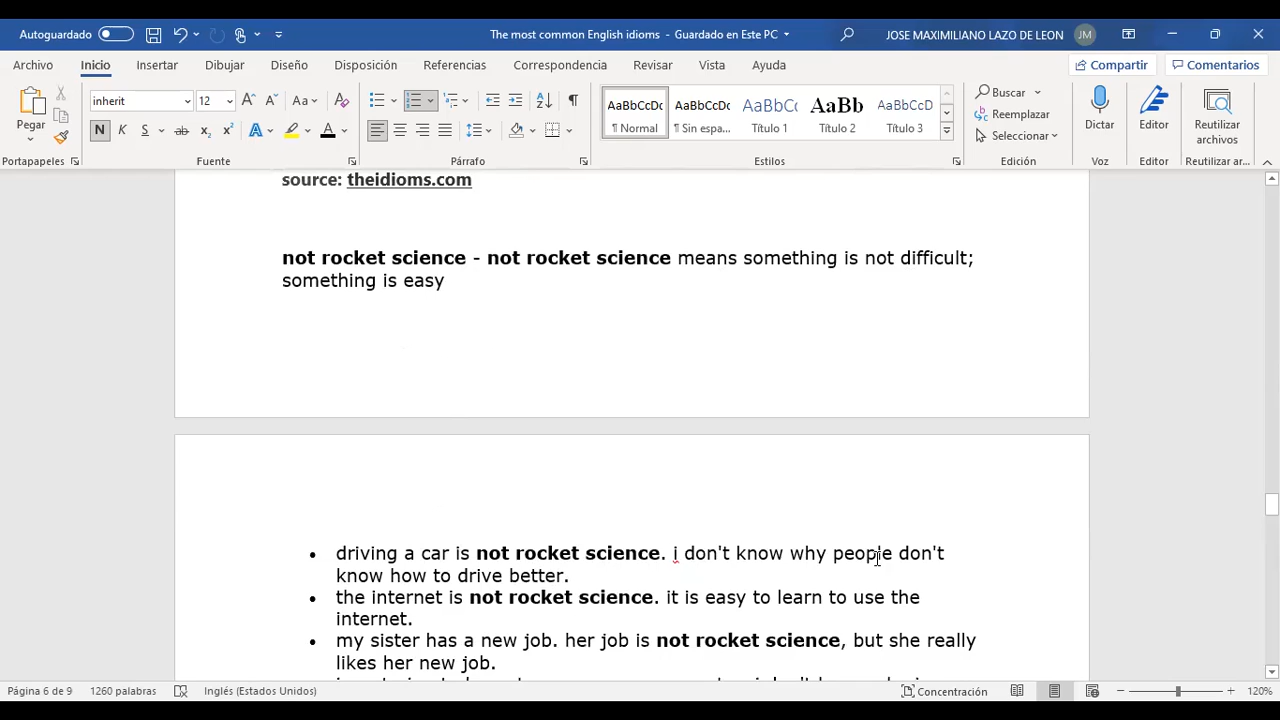 Autoguardado
The most common English idioms - Guardado en Este PC
JOSE MAXIMILIANO LAZO DE LEON JM
Archivo Inicio Insertar Dibujar Diseño Disposición Referencias Correspondencia Revisar Vista Ayuda Compartir Comentarios
Pegar
inherit 12
N K S ab x₂ x²
Portapapeles Fuente Párrafo
AaBbCcDc AaBbCcDc AaBbCc AaBb AaBbCcD
¶ Normal ¶ Sin espa... Título 1 Título 2 Título 3
Estilos
Buscar
Reemplazar
Seleccionar
Edición
Dictar
Voz
Editor
Editor
Reutilizar
archivos
Reutilizar ar...
source: theidioms.com
not rocket science - not rocket science means something is not difficult;
something is easy
• driving a car is not rocket science. i don't know why people don't
know how to drive better.
• the internet is not rocket science. it is easy to learn to use the
internet.
• my sister has a new job. her job is not rocket science, but she really
likes her new job.
Página 6 de 9 1260 palabras Inglés (Estados Unidos) Concentración 120%